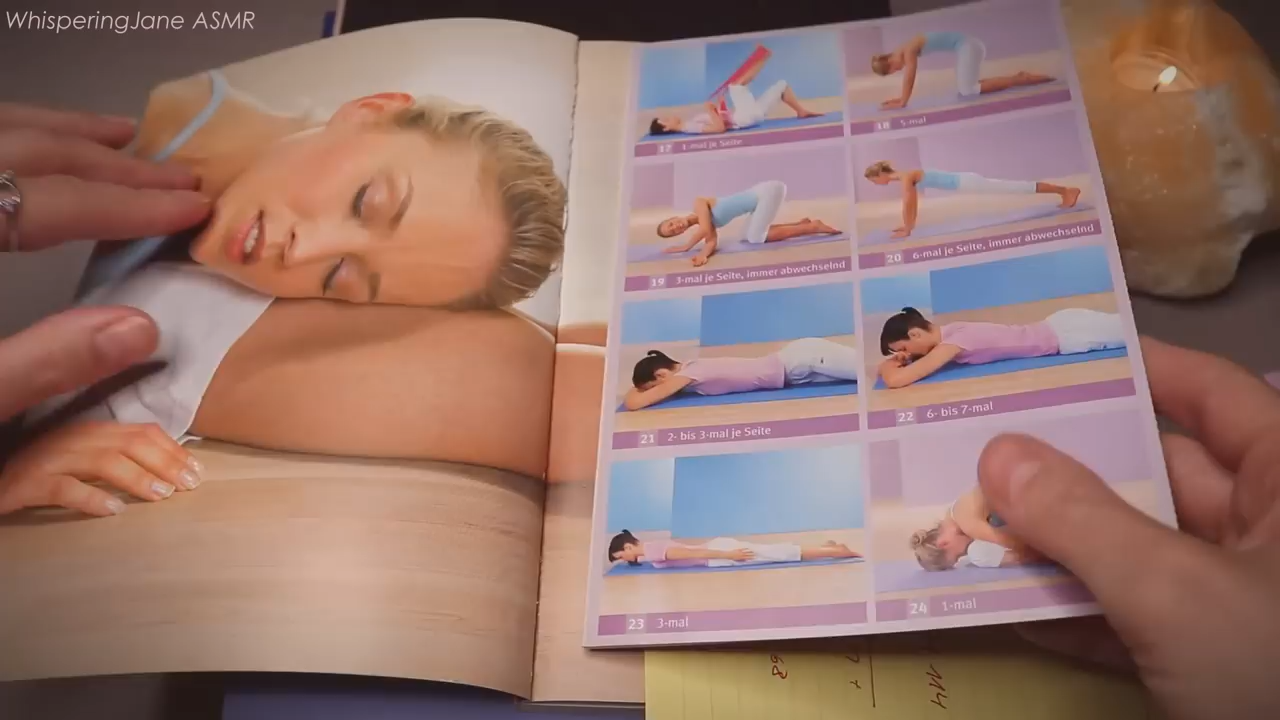 WhisperingJane ASMR
17 1-mal je Seite
18 5-mal
19 3-mal je Seite, immer abwechselnd
20 6-mal je Seite, immer abwechselnd
21 2- bis 3-mal je Seite
22 6- bis 7-mal
23 3-mal
24 1-mal
68
114